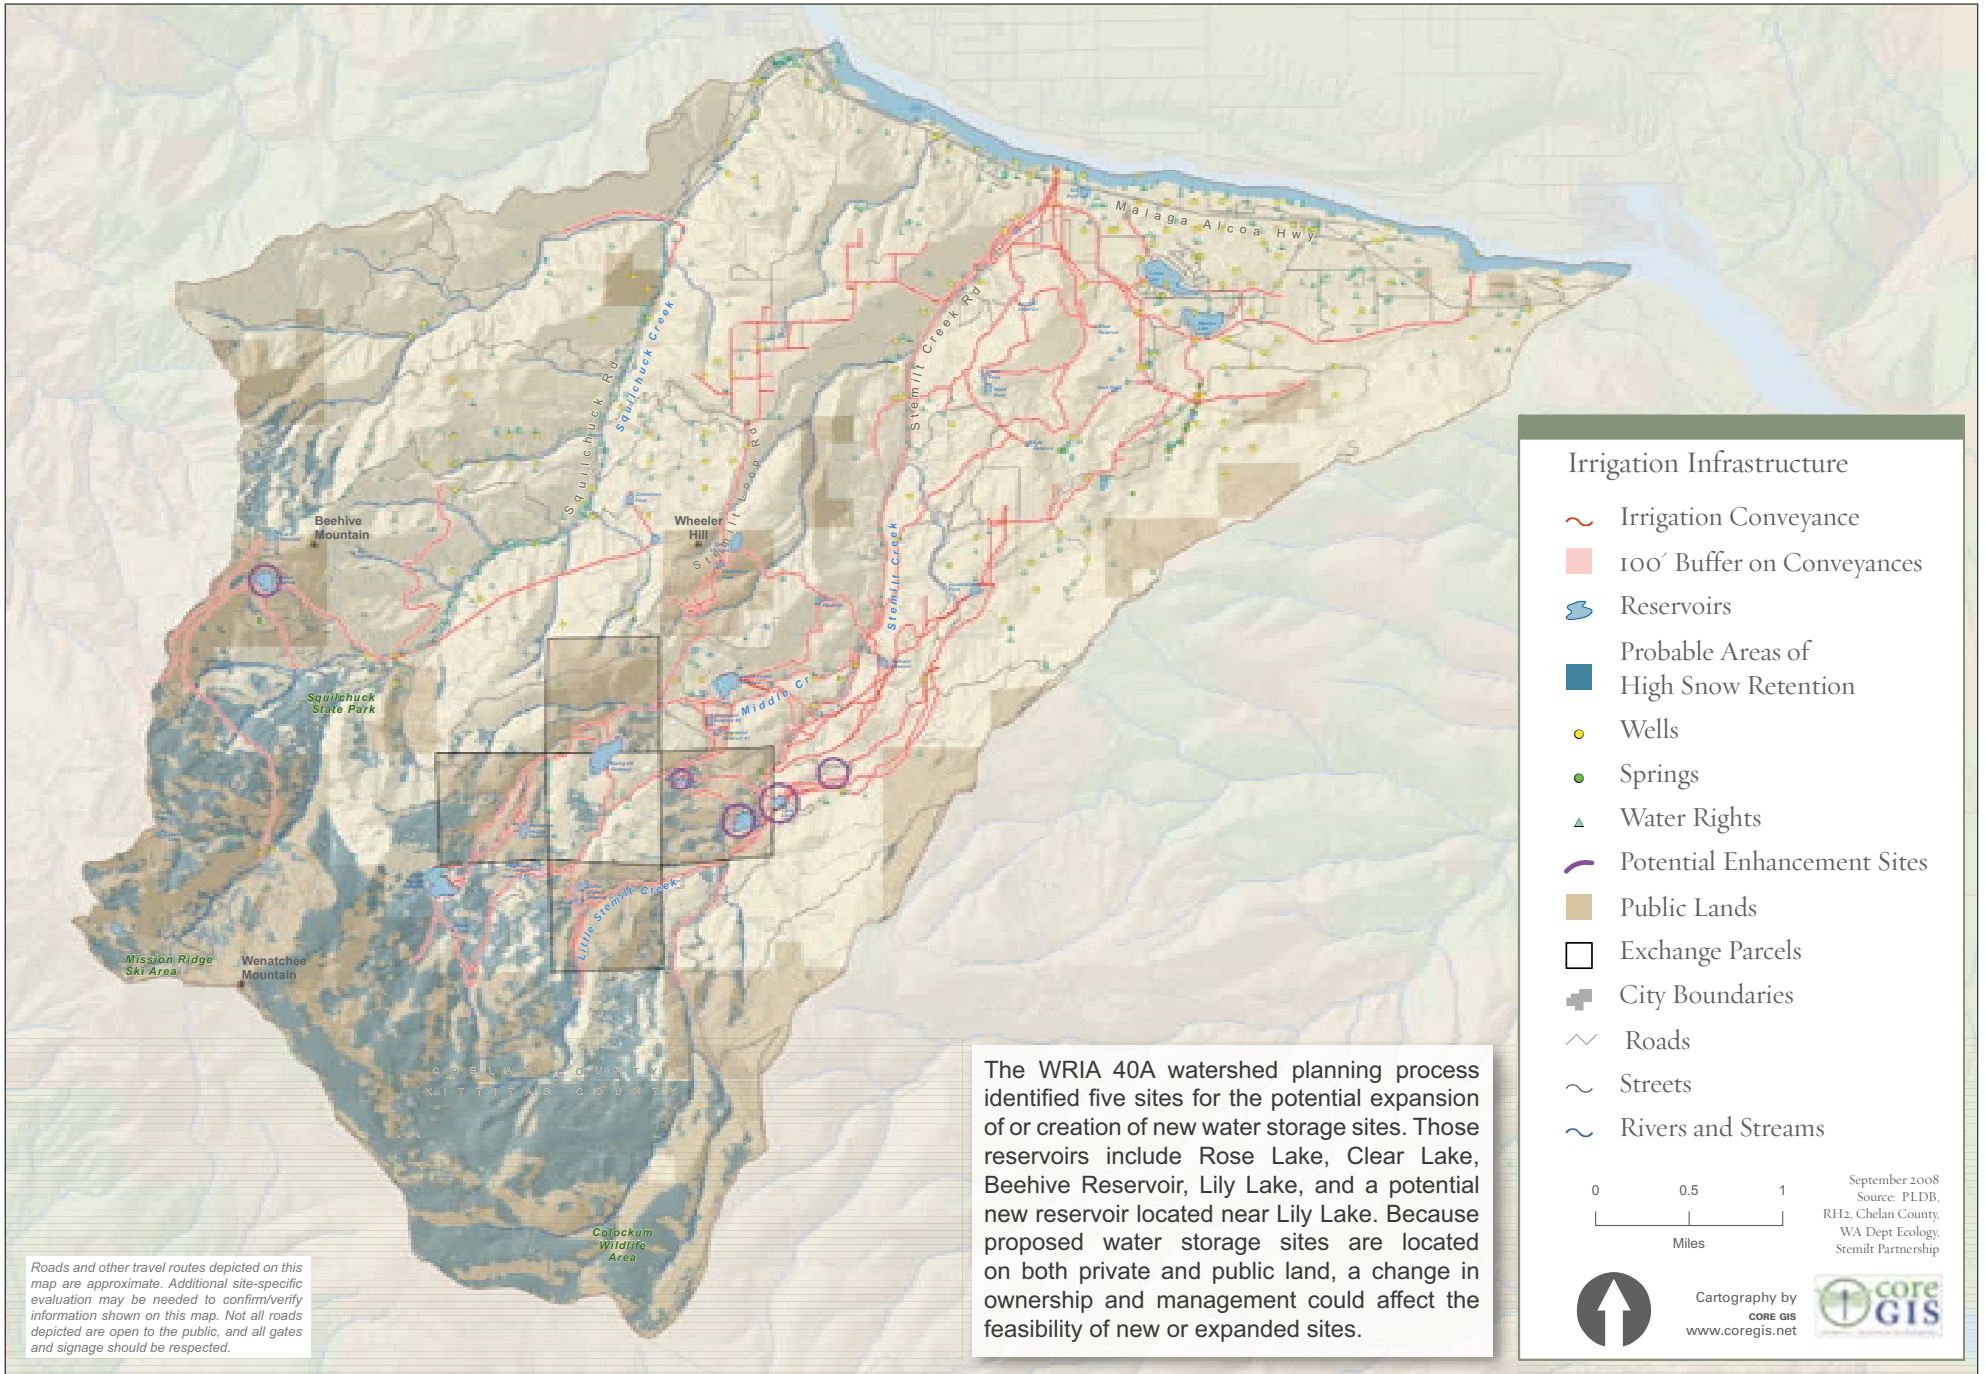 Malaga Alcoa Hwy
Stemilt Creek Rd
Squilchuck Creek
Squilchuck Rd
Stemilt Loop Rd
Beehive
Mountain
Wheeler
Hill
Stemilt Creek
Squilchuck
State Park
Middle Cr
Little Stemilt Creek
Mission Ridge
Ski Area
Wenatchee
Mountain
CHELAN COUNTY
KITTITAS COUNTY
Colockum
Wildlife
Area
Roads and other travel routes depicted on this
map are approximate. Additional site-specific
evaluation may be needed to confirm/verify
information shown on this map. Not all roads
depicted are open to the public, and all gates
and signage should be respected.
The WRIA 40A watershed planning process
identified five sites for the potential expansion
of or creation of new water storage sites. Those
reservoirs include Rose Lake, Clear Lake,
Beehive Reservoir, Lily Lake, and a potential
new reservoir located near Lily Lake. Because
proposed water storage sites are located
on both private and public land, a change in
ownership and management could affect the
feasibility of new or expanded sites.
Irrigation Infrastructure
Irrigation Conveyance
100´ Buffer on Conveyances
Reservoirs
Probable Areas of
High Snow Retention
Wells
Springs
Water Rights
Potential Enhancement Sites
Public Lands
Exchange Parcels
City Boundaries
Roads
Streets
Rivers and Streams
0 0.5 1
Miles
September 2008
Source: PLDB,
RH2, Chelan County,
WA Dept Ecology,
Stemilt Partnership
Cartography by
CORE GIS
www.coregis.net
core
GIS